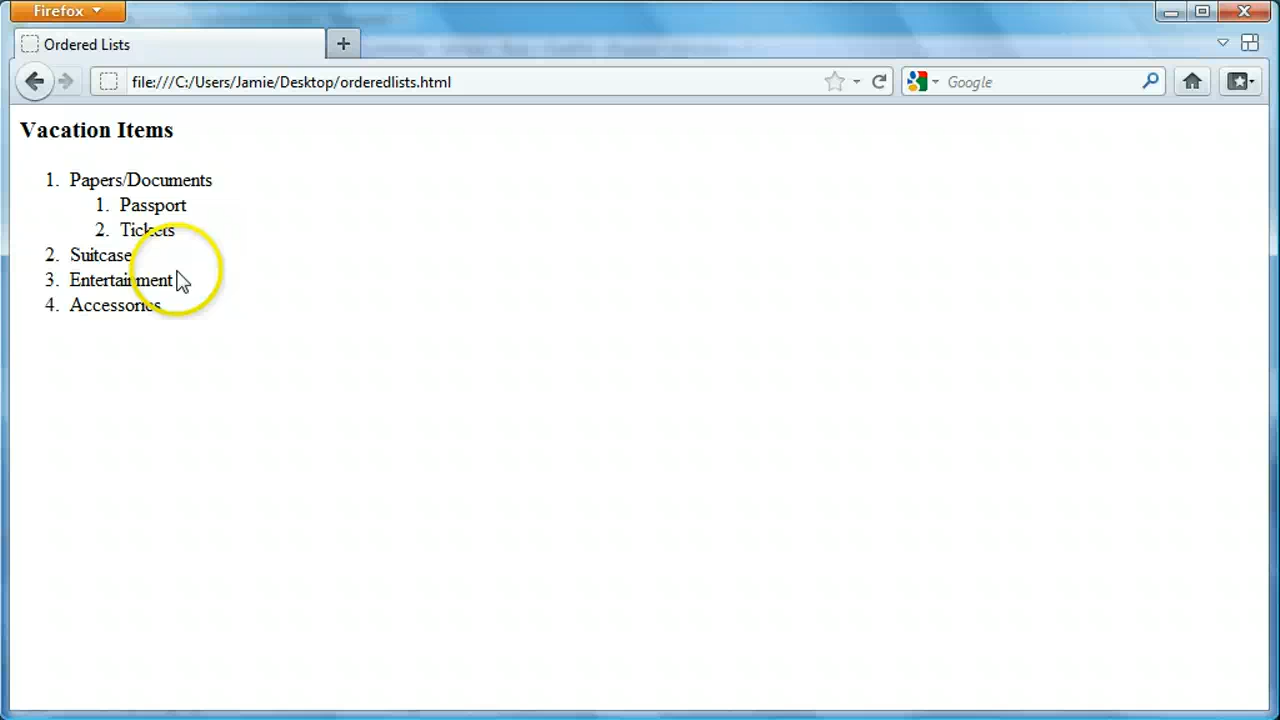 Firefox
Ordered Lists
file:///C:/Users/Jamie/Desktop/orderedlists.html
Google
Vacation Items
1. Papers/Documents
1. Passport
2. Tickets
2. Suitcase
3. Entertainment
4. Accessories